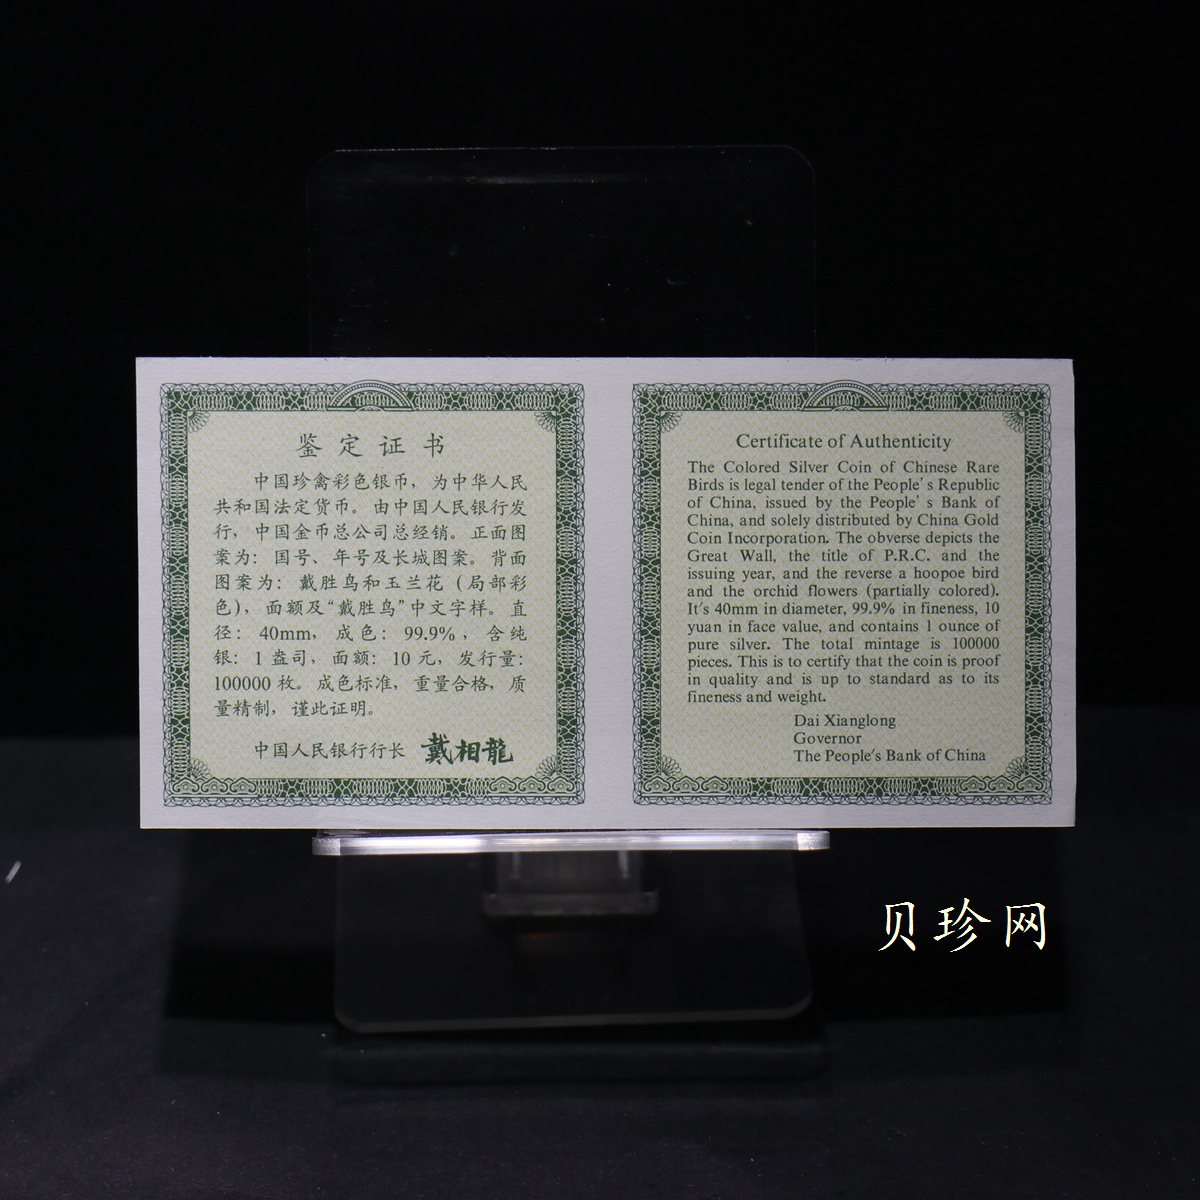 鉴定证书
中国珍禽彩色银币，为中华人民
共和国法定货币。由中国人民银行发
行，中国金币总公司总经销。正面图
案为：国号、年号及长城图案。背面
图案为：戴胜鸟和玉兰花（局部彩
色），面额及“戴胜鸟”中文字样。直
径：40mm，成色：99.9%，含纯
银：1盎司，面额：10元，发行量：
100000枚。成色标准，重量合格，质
量精制，谨此证明。
中国人民银行行长 戴相龍
Certificate of Authenticity
The Colored Silver Coin of Chinese Rare
Birds is legal tender of the People's Republic
of China, issued by the People's Bank of
China, and solely distributed by China Gold
Coin Incorporation. The obverse depicts the
Great Wall, the title of P.R.C. and the
issuing year, and the reverse a hoopoe bird
and the orchid flowers (partially colored).
It's 40mm in diameter, 99.9% in fineness, 10
yuan in face value, and contains 1 ounce of
pure silver. The total mintage is 100000
pieces. This is to certify that the coin is proof
in quality and is up to standard as to its
fineness and weight.
Dai Xianglong
Governor
The People's Bank of China
贝珍网